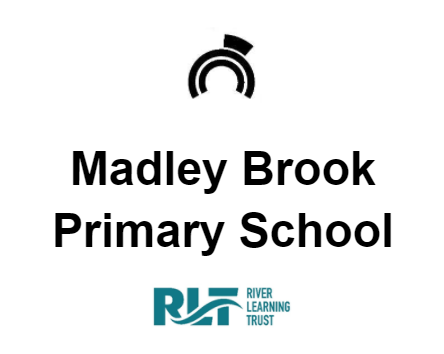 Madley Brook
Primary School
RLT
RIVER
LEARNING
TRUST